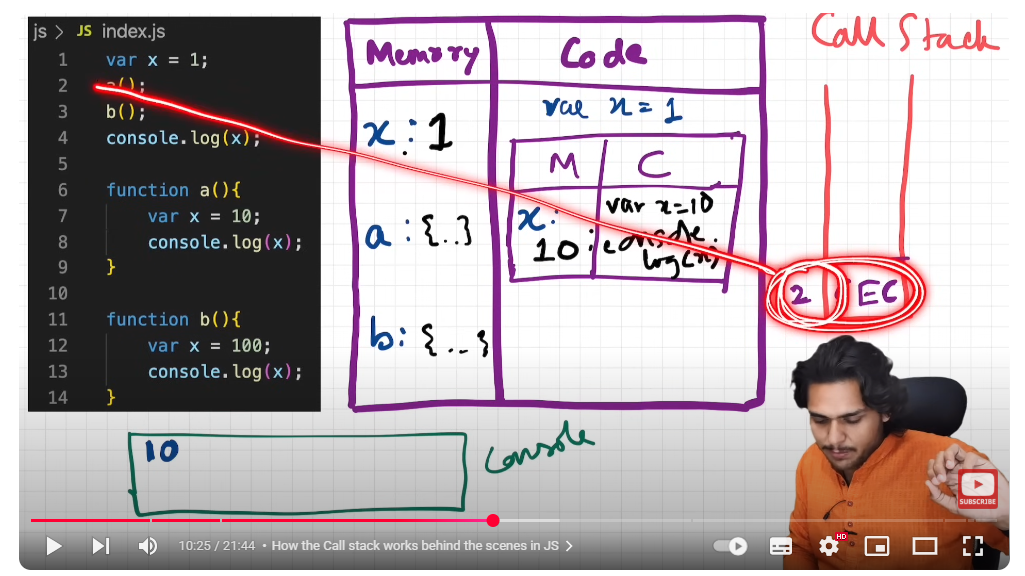 js > JS index.js
1 var x = 1;
2 a();
3 b();
4 console.log(x);
5
6 function a(){
7 var x = 10;
8 console.log(x);
9 }
10
11 function b(){
12 var x = 100;
13 console.log(x);
14 }
Memory Code
x : 1
a : {..}
b: {...}
var x = 1
M C
x:
10
var x=10
console.
log(x);
Call Stack
2 EC
10
Console
SUBSCRIBE
10:25 / 21:44 • How the Call stack works behind the scenes in JS >
HD